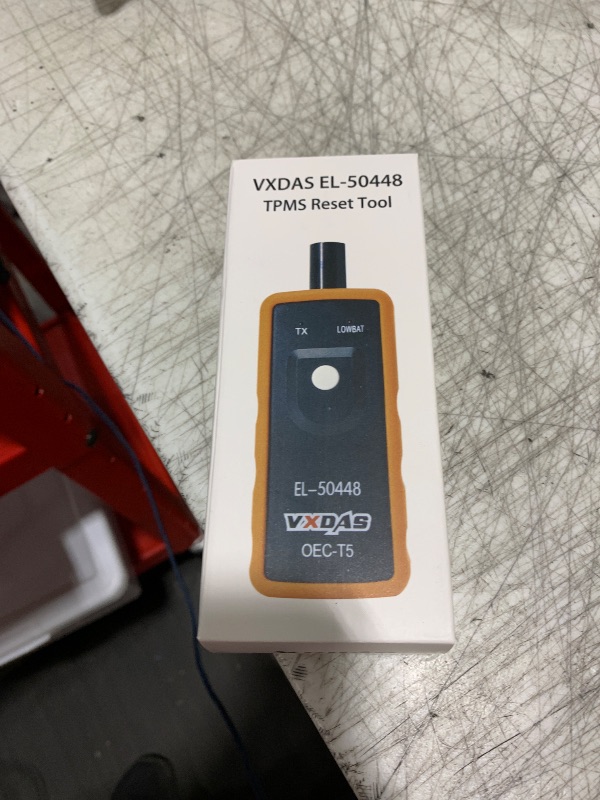 VXDAS EL-50448
TPMS Reset Tool
TX LOWBAT
EL-50448
VXDAS
OEC-T5